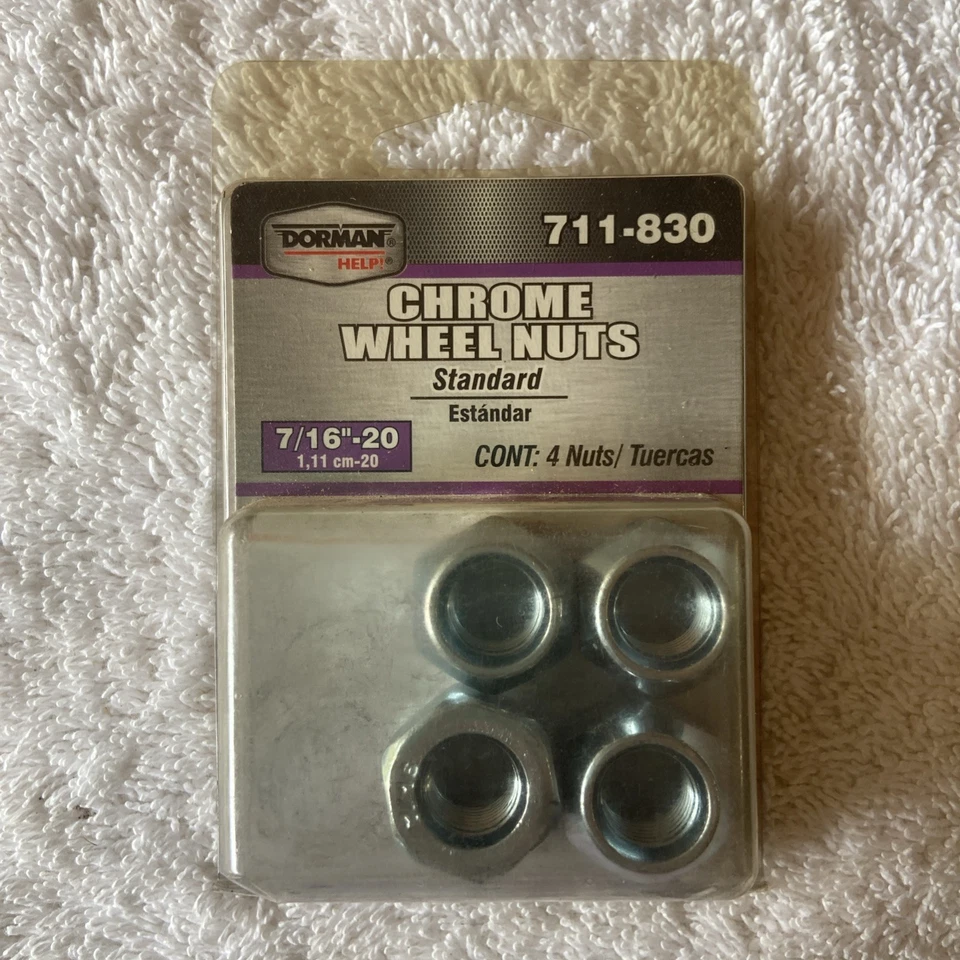 DORMAN®
HELP!®
711-830
CHROME
WHEEL NUTS
Standard
Estándar
7/16"-20
1,11 cm-20
CONT: 4 Nuts/ Tuercas